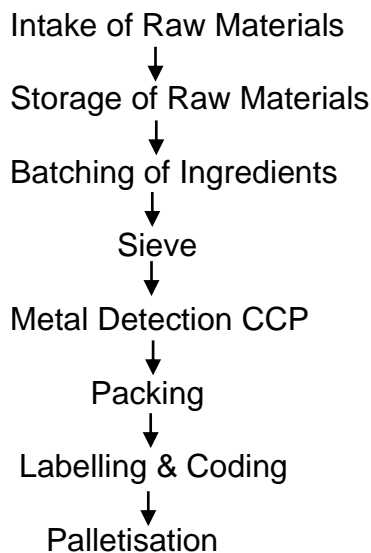 Intake of Raw Materials
Storage of Raw Materials
Batching of Ingredients
Sieve
Metal Detection CCP
Packing
Labelling & Coding
Palletisation